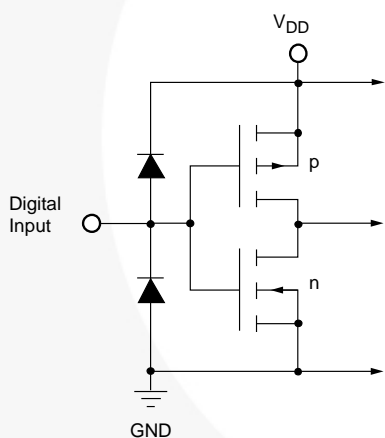 V_DD
p
Digital
Input
n
GND